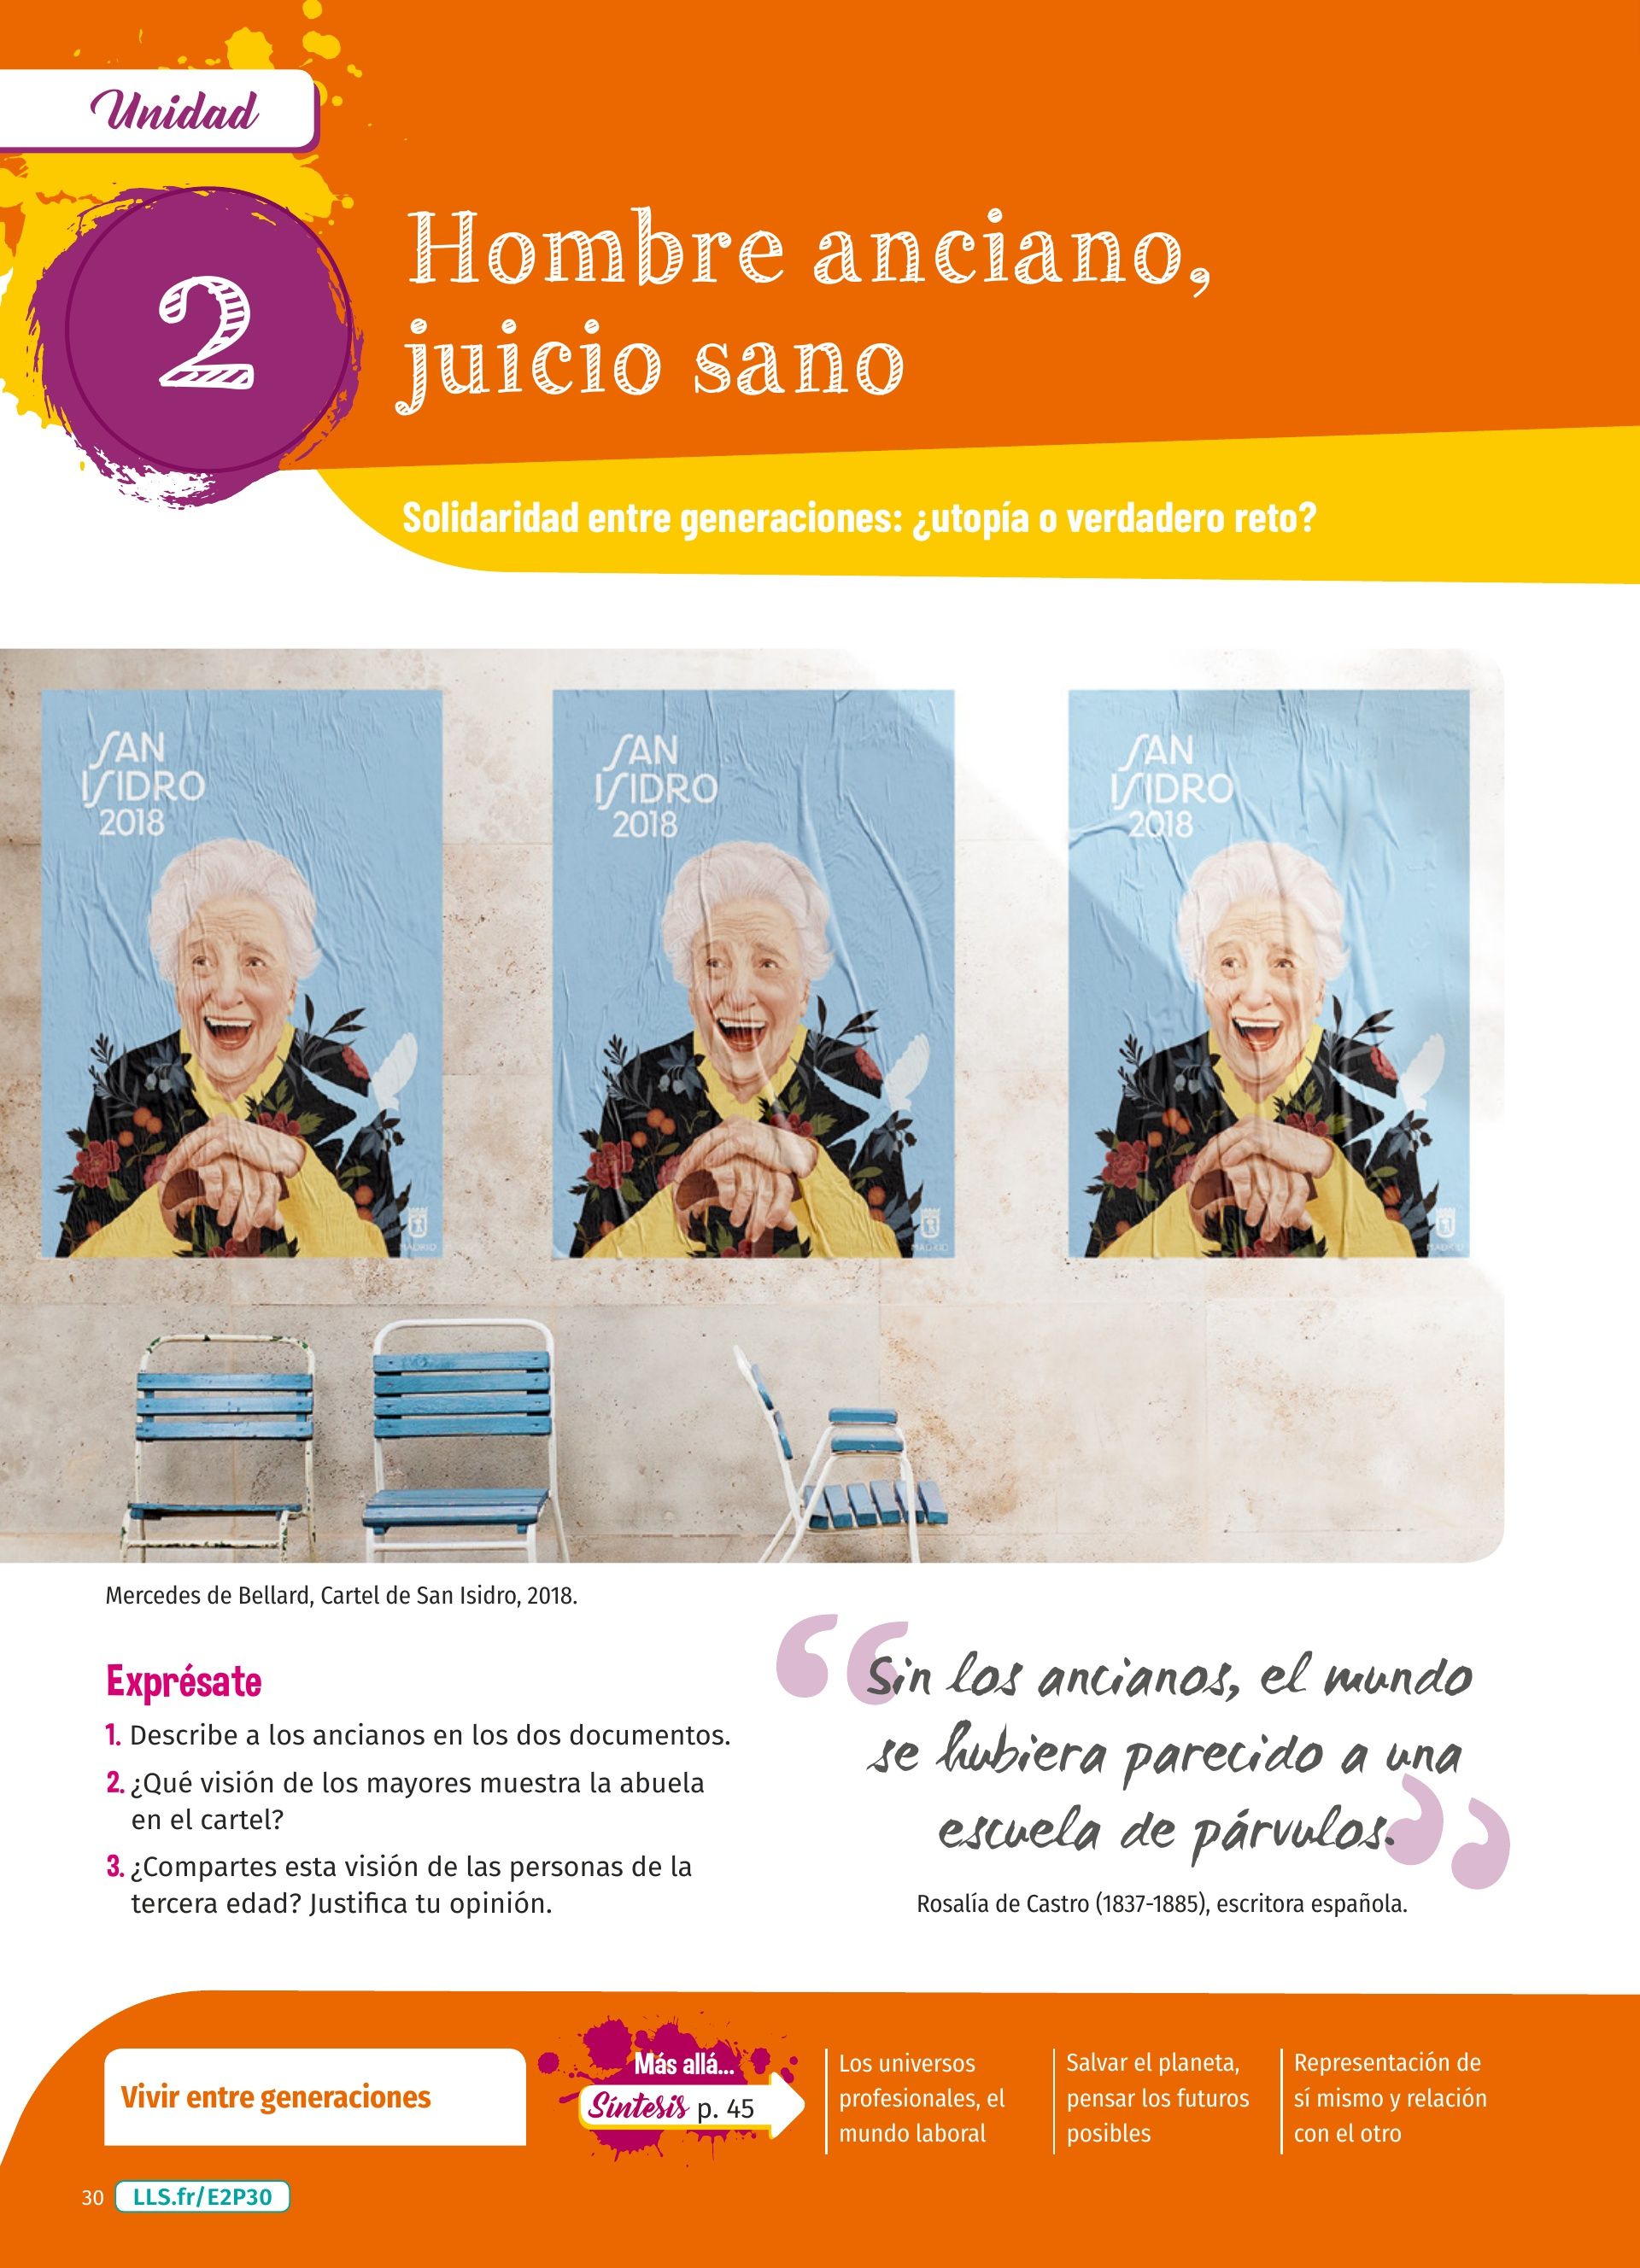 Unidad
2
Hombre anciano,
juicio sano
Solidaridad entre generaciones: ¿utopía o verdadero reto?
SAN
ISIDRO
2018
MADRID
SAN
ISIDRO
2018
MADRID
SAN
ISIDRO
2018
MADRID
Mercedes de Bellard, Cartel de San Isidro, 2018.
Exprésate
1. Describe a los ancianos en los dos documentos.
2. ¿Qué visión de los mayores muestra la abuela
en el cartel?
3. ¿Compartes esta visión de las personas de la
tercera edad? Justifica tu opinión.
“Sin los ancianos, el mundo
se hubiera parecido a una
escuela de párvulos.”
Rosalía de Castro (1837-1885), escritora española.
Vivir entre generaciones
Más allá...
Síntesis p. 45
Los universos
profesionales, el
mundo laboral
Salvar el planeta,
pensar los futuros
posibles
Representación de
sí mismo y relación
con el otro
30 LLS.fr/E2P30